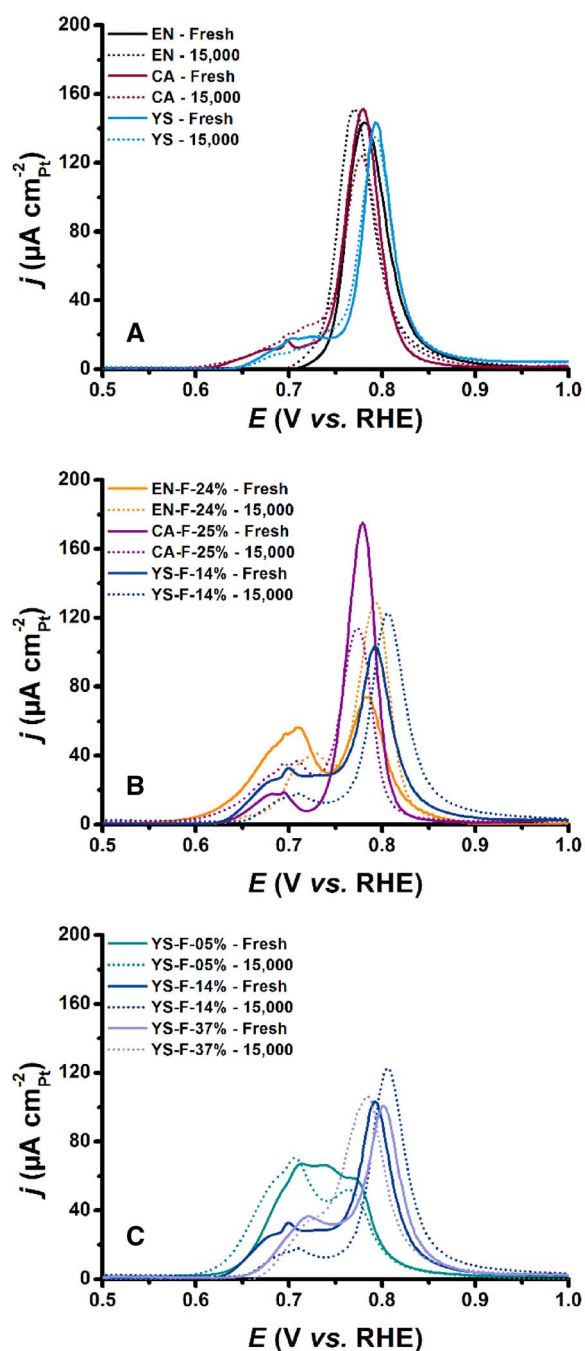 200
160
120
80
40
0
j (µA cm⁻²Pt)
EN - Fresh
EN - 15,000
CA - Fresh
CA - 15,000
YS - Fresh
YS - 15,000
A
0.5 0.6 0.7 0.8 0.9 1.0
E (V vs. RHE)
200
160
120
80
40
0
j (µA cm⁻²Pt)
EN-F-24% - Fresh
EN-F-24% - 15,000
CA-F-25% - Fresh
CA-F-25% - 15,000
YS-F-14% - Fresh
YS-F-14% - 15,000
B
0.5 0.6 0.7 0.8 0.9 1.0
E (V vs. RHE)
200
160
120
80
40
0
j (µA cm⁻²Pt)
YS-F-05% - Fresh
YS-F-05% - 15,000
YS-F-14% - Fresh
YS-F-14% - 15,000
YS-F-37% - Fresh
YS-F-37% - 15,000
C
0.5 0.6 0.7 0.8 0.9 1.0
E (V vs. RHE)